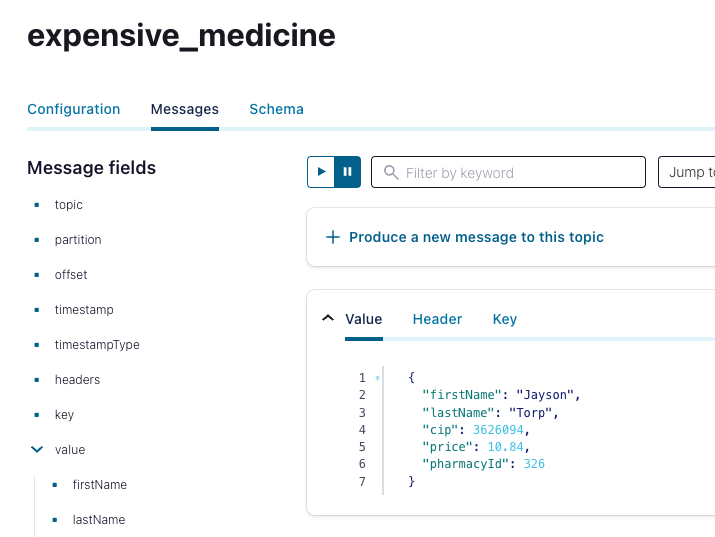 expensive_medicine
Configuration Messages Schema
Message fields
topic
partition
offset
timestamp
timestampType
headers
key
value
firstName
lastName
Filter by keyword
Jump to
+ Produce a new message to this topic
Value Header Key
1 {
2 "firstName": "Jayson",
3 "lastName": "Torp",
4 "cip": 3626094,
5 "price": 10.84,
6 "pharmacyId": 326
7 }